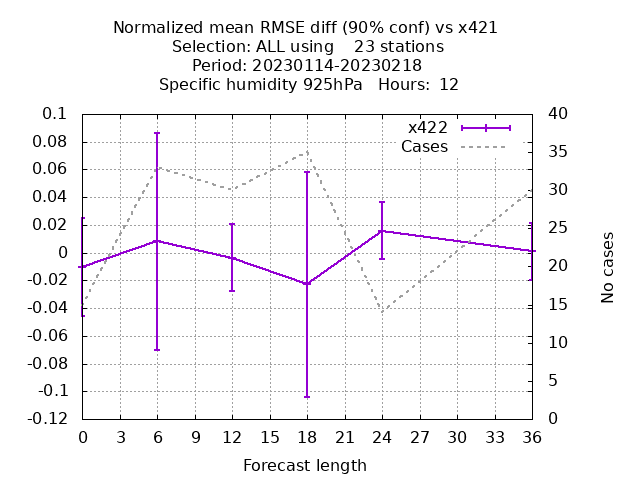 Normalized mean RMSE diff (90% conf) vs x421
Selection: ALL using    23 stations
Period: 20230114-20230218
Specific humidity 925hPa   Hours:  12
x422
Cases
0.1
0.08
0.06
0.04
0.02
0
-0.02
-0.04
-0.06
-0.08
-0.1
-0.12
40
35
30
25
20
15
10
5
0
No cases
0 3 6 9 12 15 18 21 24 27 30 33 36
Forecast length